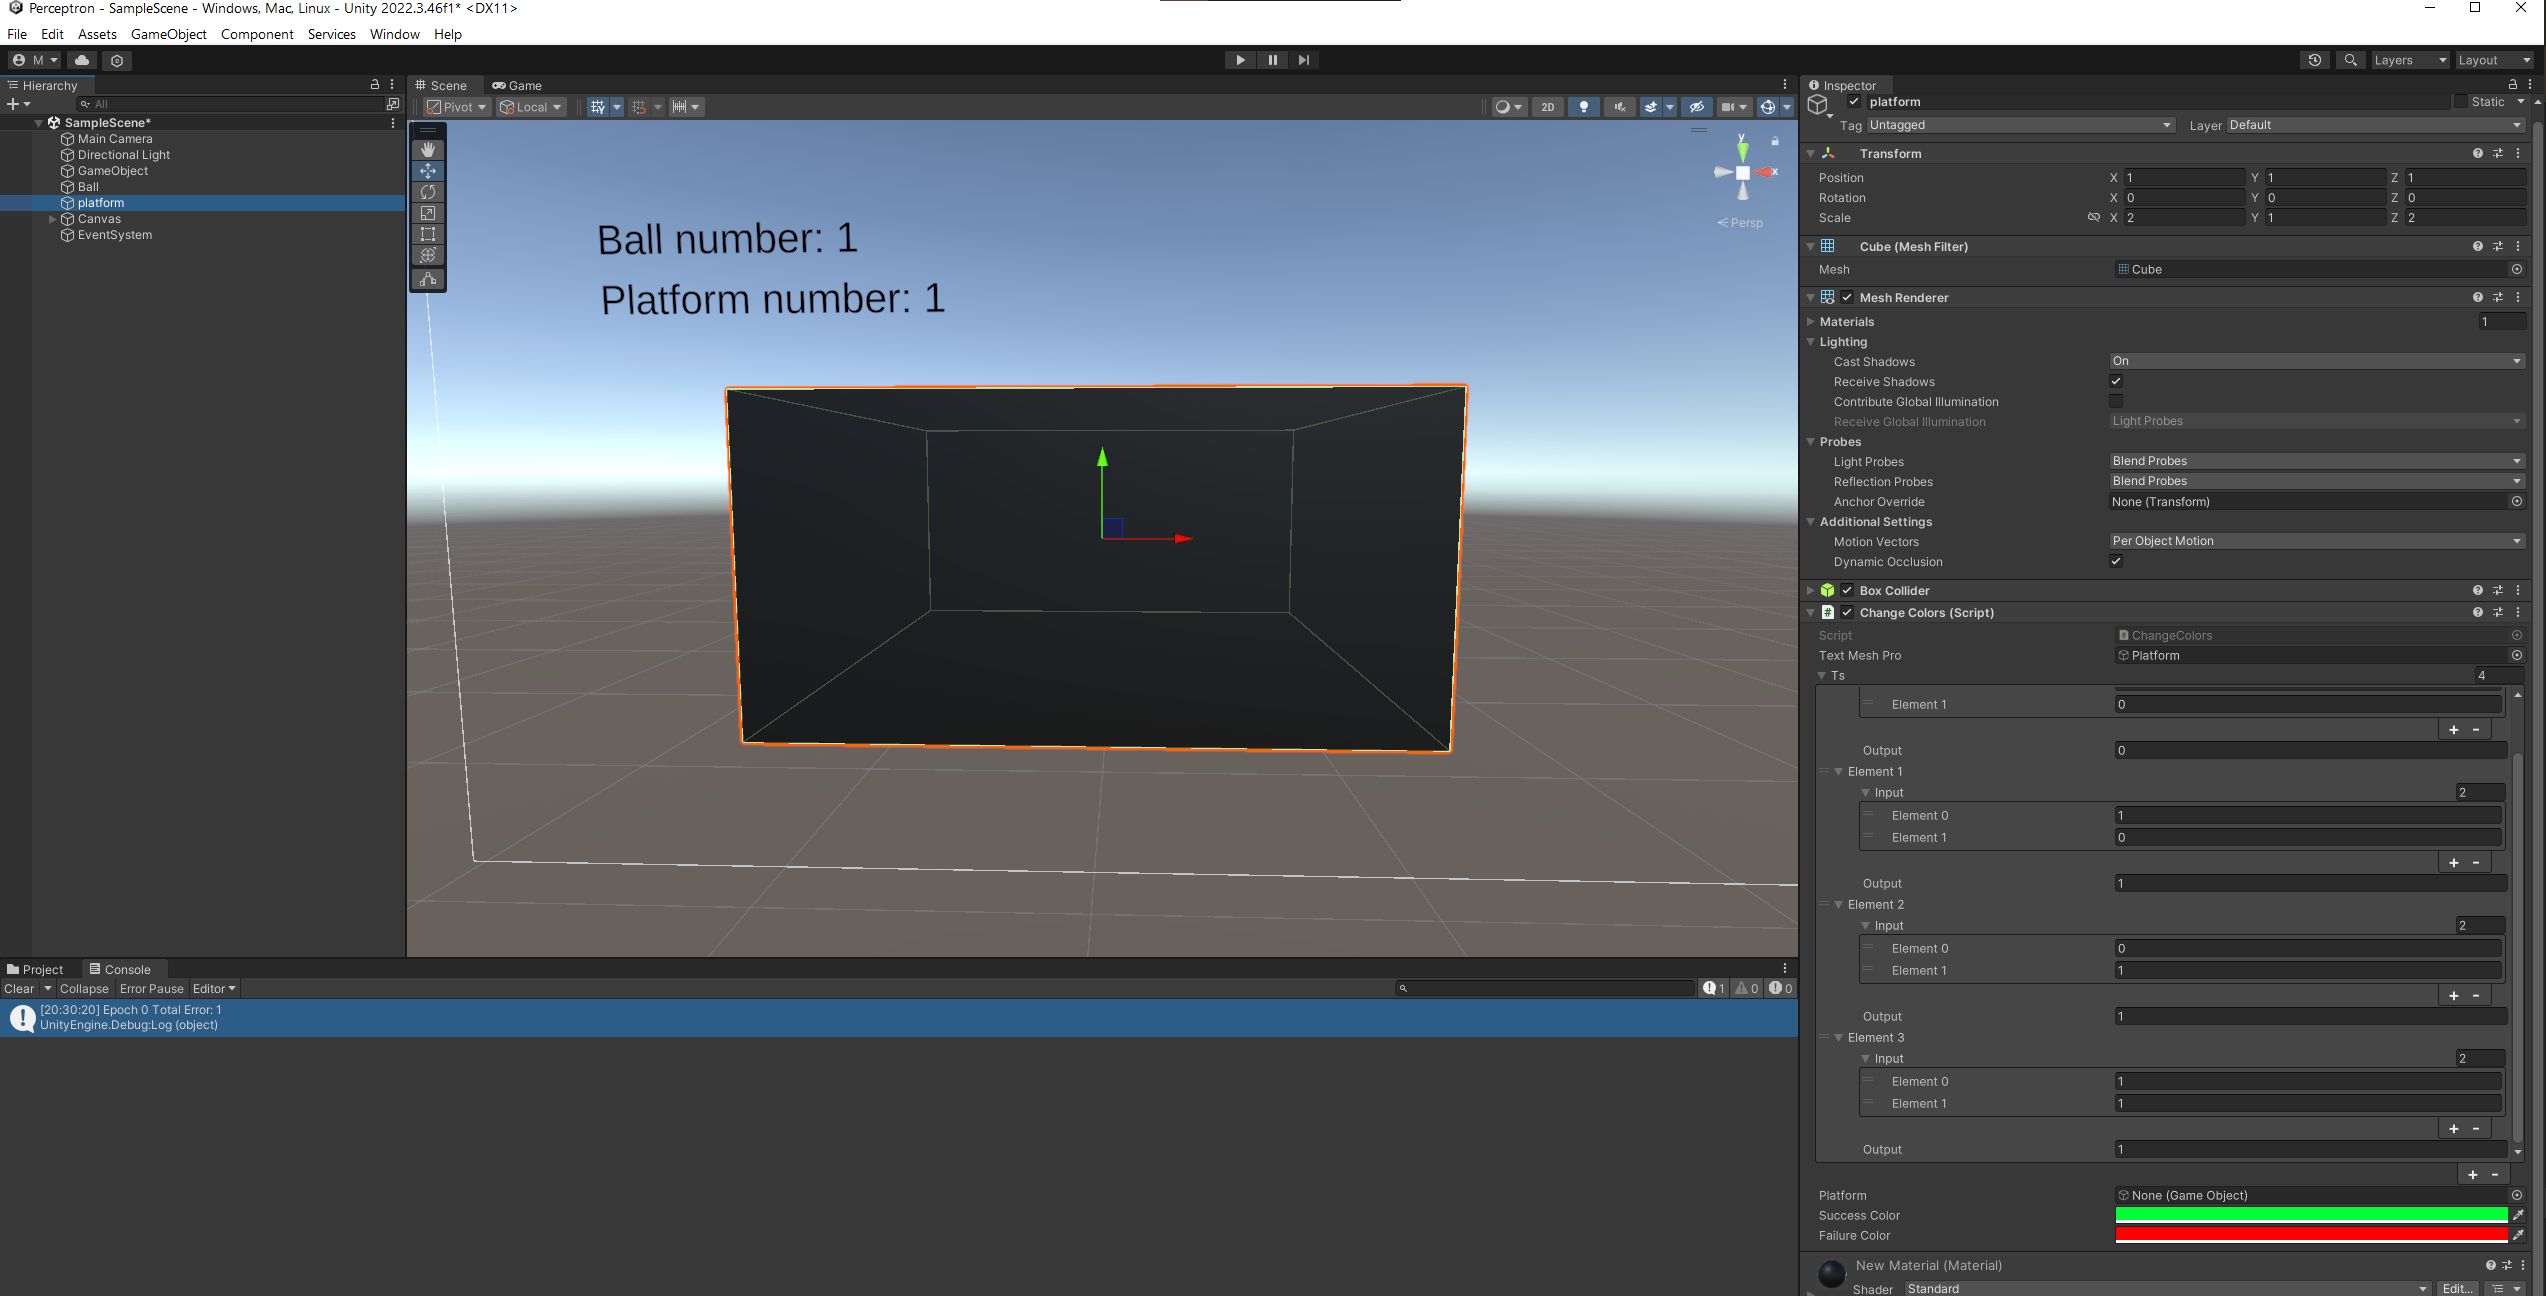 Perceptron - SampleScene - Windows, Mac, Linux - Unity 2022.3.46f1* <DX11>
File Edit Assets GameObject Component Services Window Help
M Layers Layout
Hierarchy
All
SampleScene*
Main Camera
Directional Light
GameObject
Ball
platform
Canvas
EventSystem
Scene Game
Pivot Local 2D
y
x
Persp
Ball number: 1
Platform number: 1
Project Console
Clear Collapse Error Pause Editor 1 0 0
[20:30:20] Epoch 0 Total Error: 1
UnityEngine.Debug:Log (object)
Inspector
platform Static
Tag Untagged Layer Default
Transform
Position X 1 Y 1 Z 1
Rotation X 0 Y 0 Z 0
Scale X 2 Y 1 Z 2
Cube (Mesh Filter)
Mesh Cube
Mesh Renderer
Materials 1
Lighting
Cast Shadows On
Receive Shadows
Contribute Global Illumination
Receive Global Illumination Light Probes
Probes
Light Probes Blend Probes
Reflection Probes Blend Probes
Anchor Override None (Transform)
Additional Settings
Motion Vectors Per Object Motion
Dynamic Occlusion
Box Collider
# Change Colors (Script)
Script ChangeColors
Text Mesh Pro Platform
Ts 4
Element 1 0
+ -
Output 0
Element 1
Input 2
Element 0 1
Element 1 0
+ -
Output 1
Element 2
Input 2
Element 0 0
Element 1 1
+ -
Output 1
Element 3
Input 2
Element 0 1
Element 1 1
+ -
Output 1
+ -
Platform None (Game Object)
Success Color
Failure Color
New Material (Material)
Shader Standard Edit...